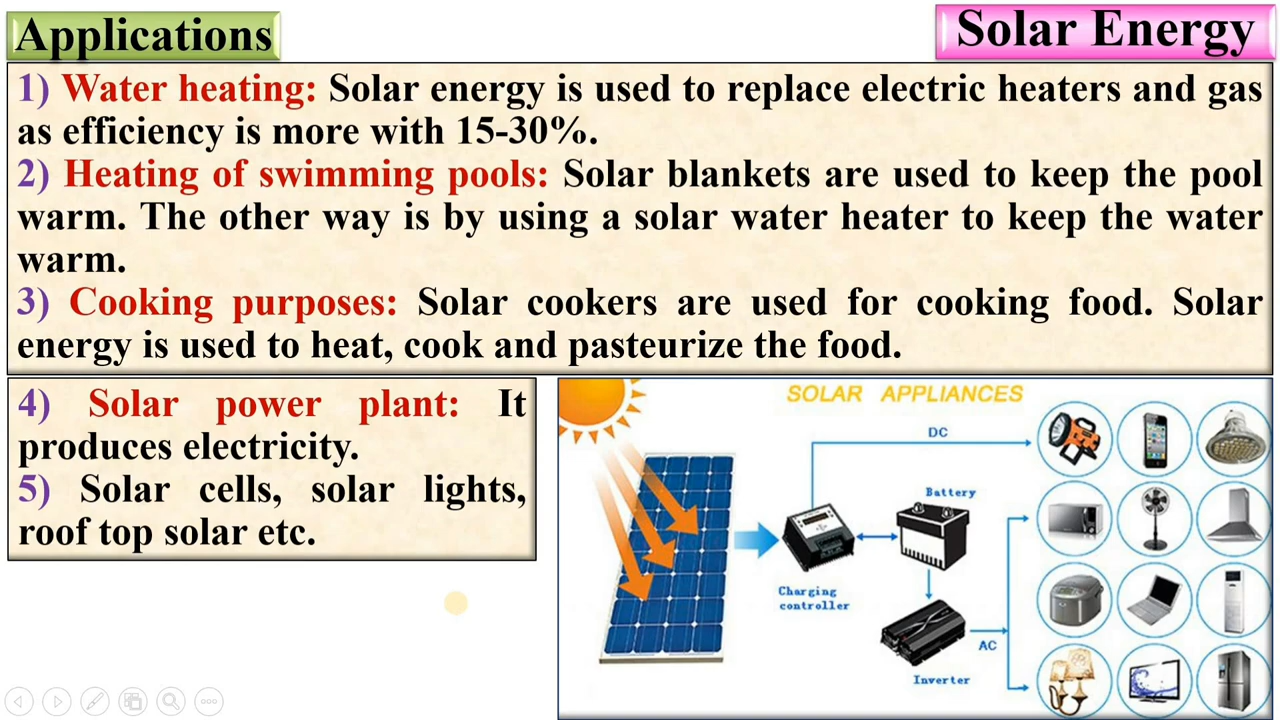 Applications
Solar Energy
1) Water heating: Solar energy is used to replace electric heaters and gas
as efficiency is more with 15-30%.
2) Heating of swimming pools: Solar blankets are used to keep the pool
warm. The other way is by using a solar water heater to keep the water
warm.
3) Cooking purposes: Solar cookers are used for cooking food. Solar
energy is used to heat, cook and pasteurize the food.
4) Solar power plant: It
produces electricity.
5) Solar cells, solar lights,
roof top solar etc.
SOLAR APPLIANCES
DC
Battery
Charging
controller
AC
Inverter